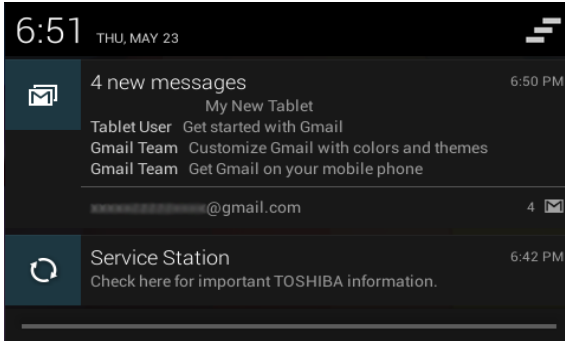 6:51 THU, MAY 23
4 new messages 6:50 PM
My New Tablet
Tablet User Get started with Gmail
Gmail Team Customize Gmail with colors and themes
Gmail Team Get Gmail on your mobile phone
@gmail.com 4
Service Station 6:42 PM
Check here for important TOSHIBA information.